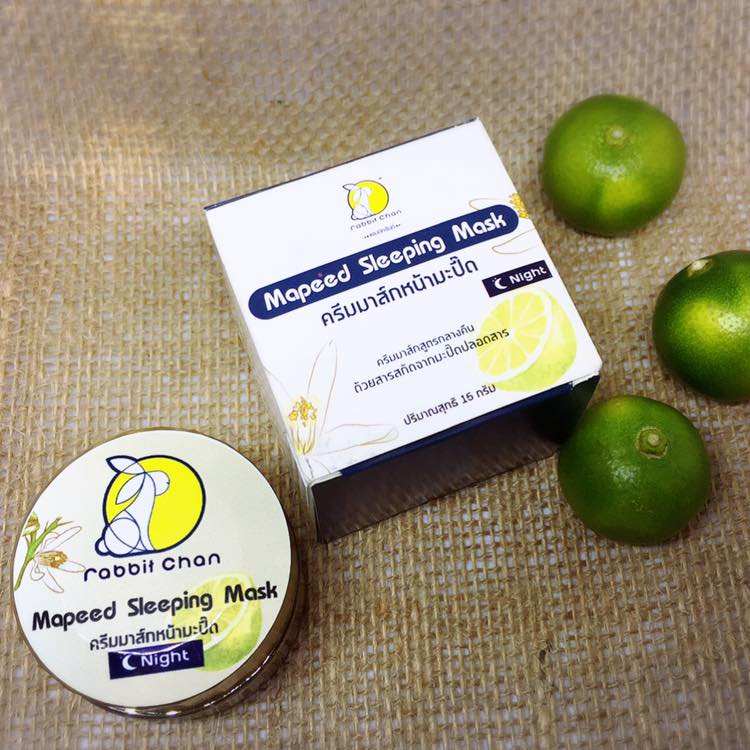 rabbit Chan
Mapeed Sleeping Mask
ครีมมาส์กหน้ามะปี๊ด
Night
ครีมมาส์กสูตรกลางคืน
ด้วยสารสกัดจากมะปี๊ดปลอดสาร
ปริมาณสุทธิ 15 กรัม
rabbit Chan
Mapeed Sleeping Mask
ครีมมาส์กหน้ามะปี๊ด
Night